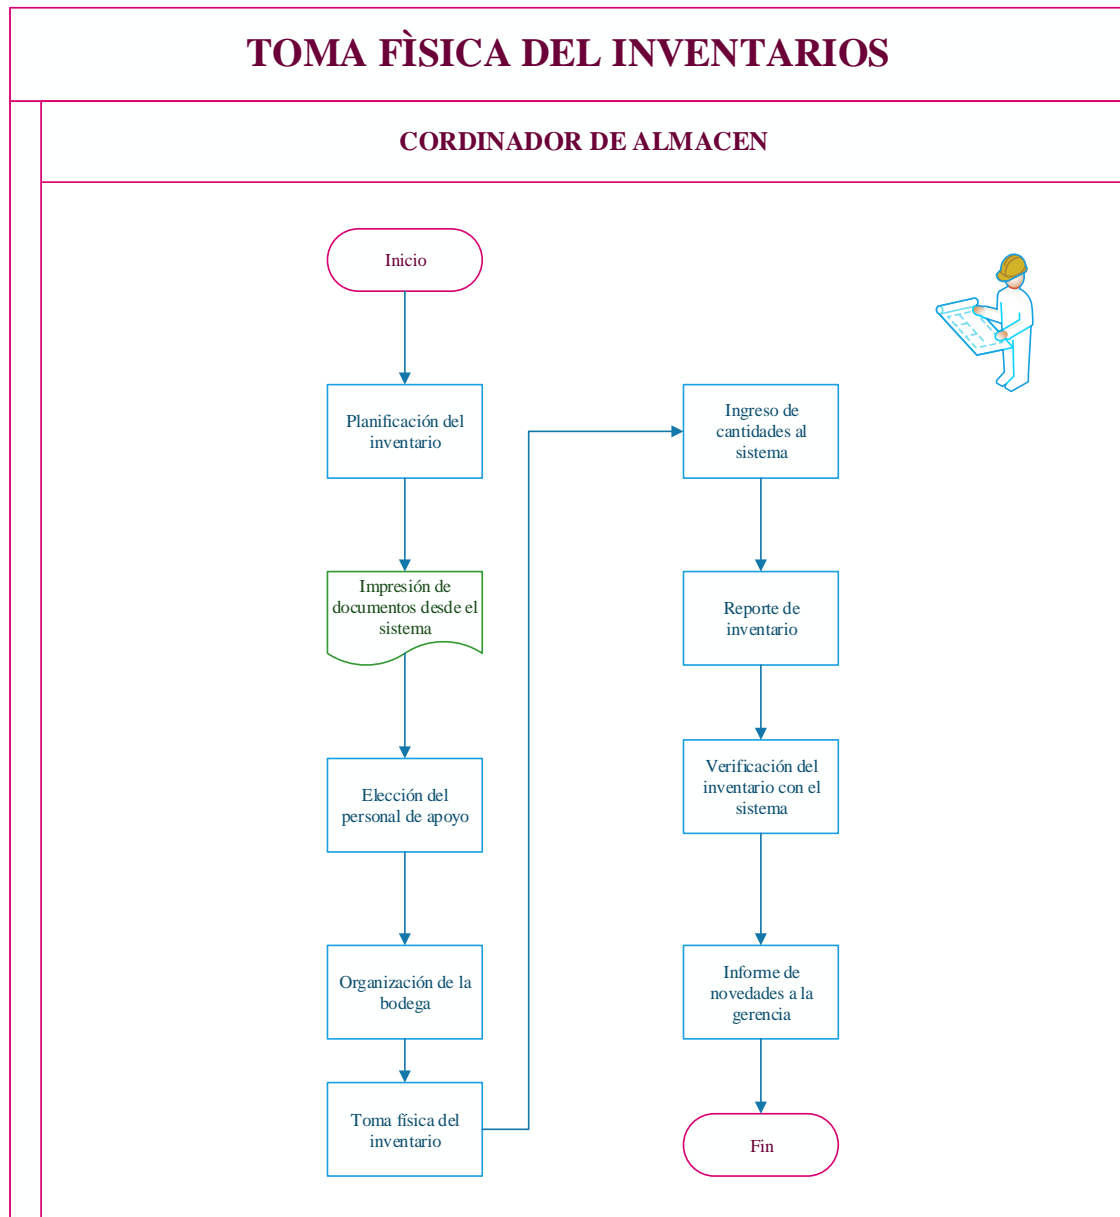 TOMA FÌSICA DEL INVENTARIOS
CORDINADOR DE ALMACEN
Inicio
Planificación del
inventario
Impresión de
documentos desde el
sistema
Elección del
personal de apoyo
Organización de la
bodega
Toma física del
inventario
Ingreso de
cantidades al
sistema
Reporte de
inventario
Verificación del
inventario con el
sistema
Informe de
novedades a la
gerencia
Fin